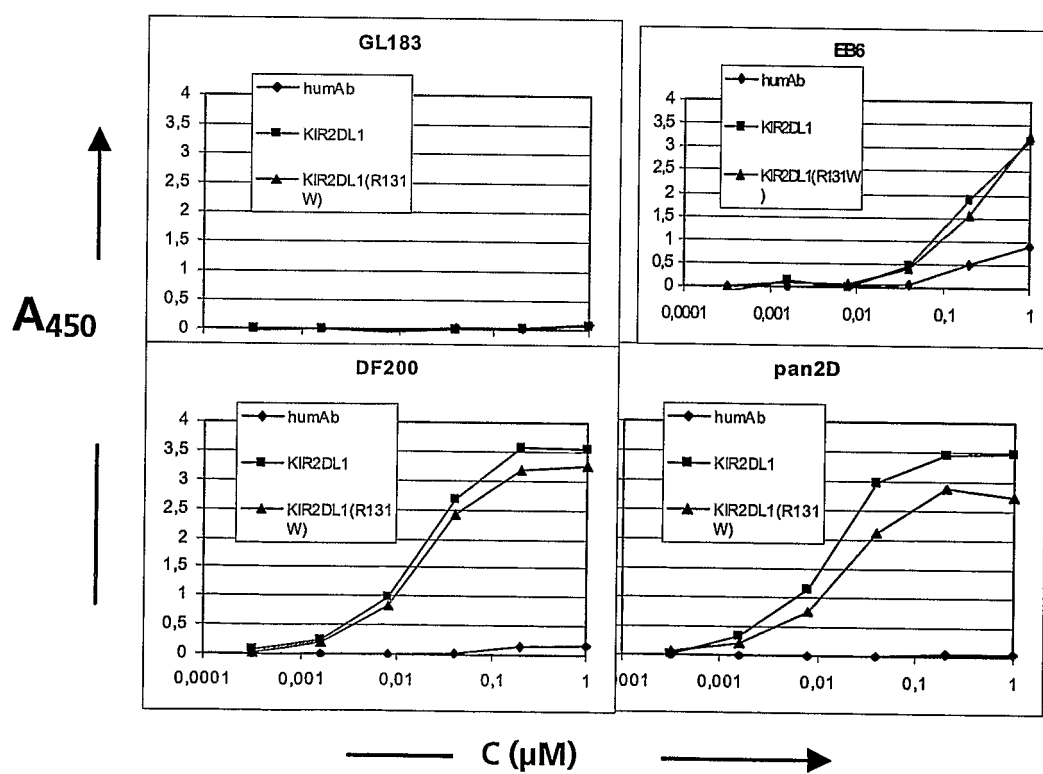 GL183
humAb
KIR2DL1
KIR2DL1(R131
W)
4
3,5
3
2,5
2
1,5
1
0,5
0
EB6
humAb
KIR2DL1
KIR2DL1(R131W
)
4
3,5
3
2,5
2
1,5
1
0,5
0
0,0001 0,001 0,01 0,1 1
A450
DF200
humAb
KIR2DL1
KIR2DL1(R131
W)
4
3,5
3
2,5
2
1,5
1
0,5
0
0,0001 0,001 0,01 0,1 1
pan2D
humAb
KIR2DL1
KIR2DL1(R131
W)
0001 0,001 0,01 0,1 1
C (µM)